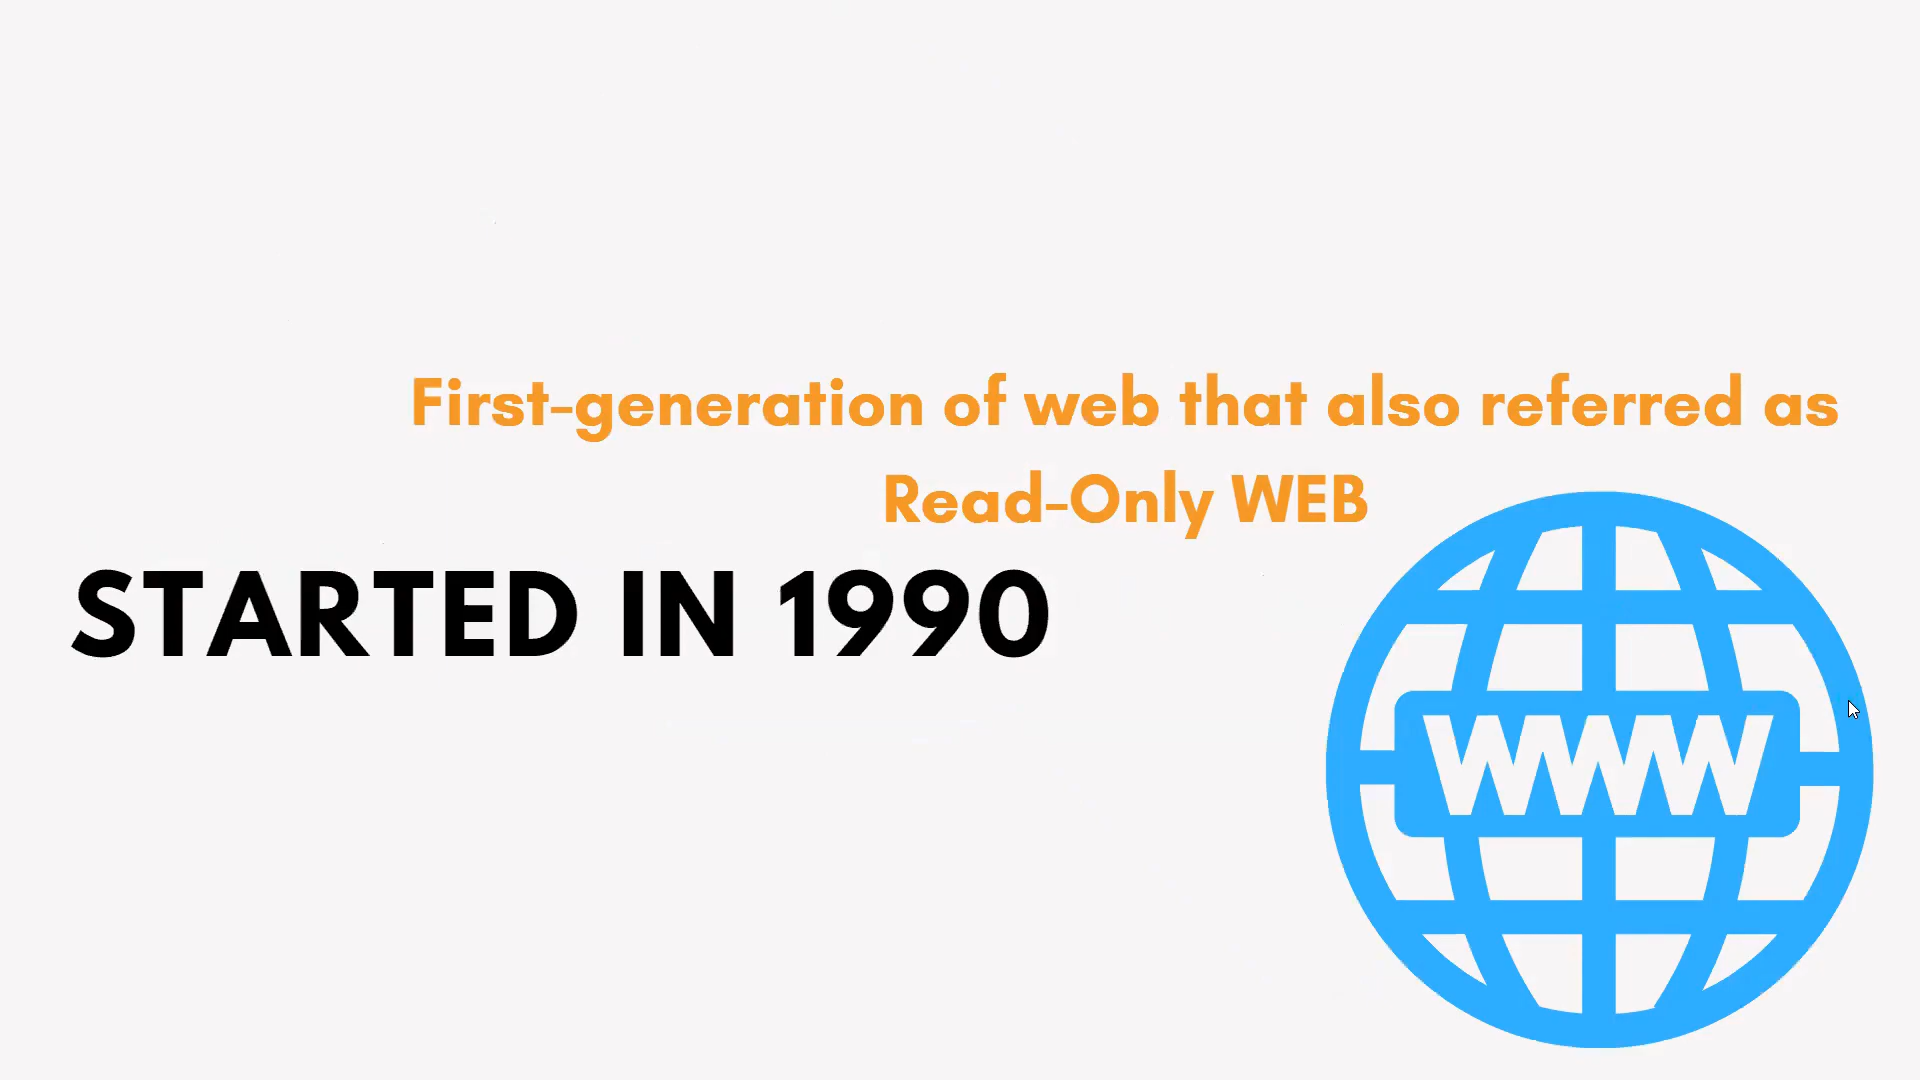 First-generation of web that also referred as
Read-Only WEB
STARTED IN 1990
WWW